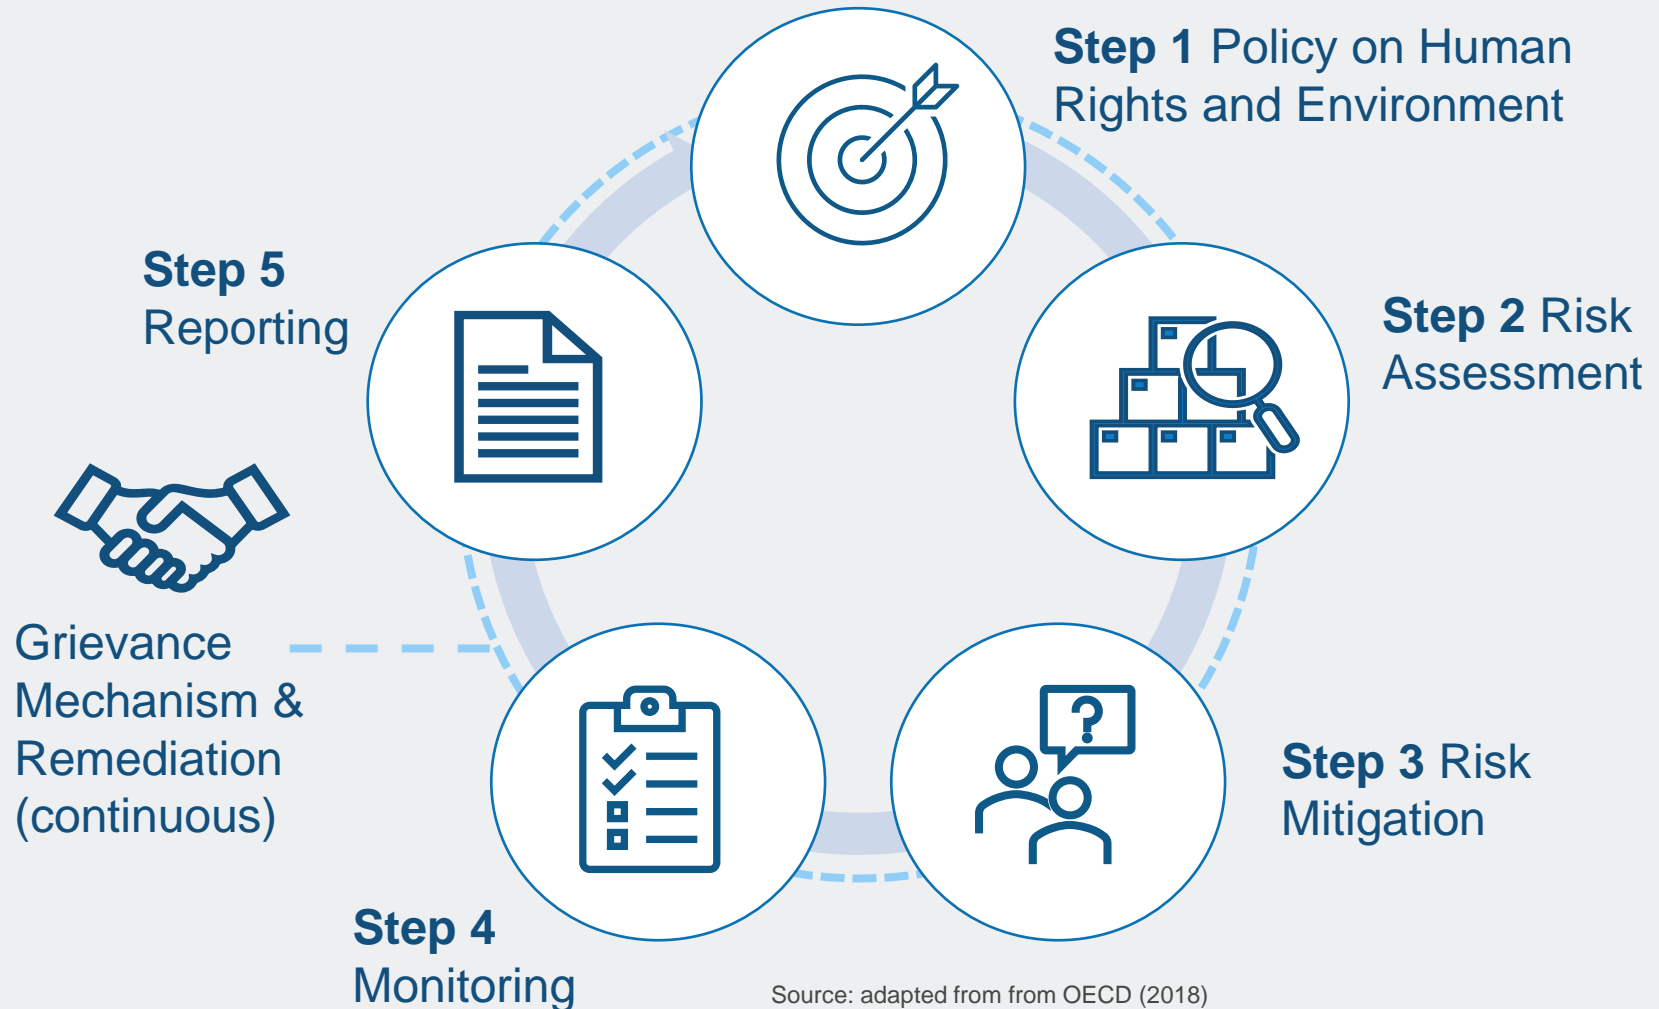 Step 1 Policy on Human
Rights and Environment
Step 2 Risk
Assessment
Step 3 Risk
Mitigation
Step 4
Monitoring
Step 5
Reporting
Grievance
Mechanism &
Remediation
(continuous)
?
Source: adapted from from OECD (2018)